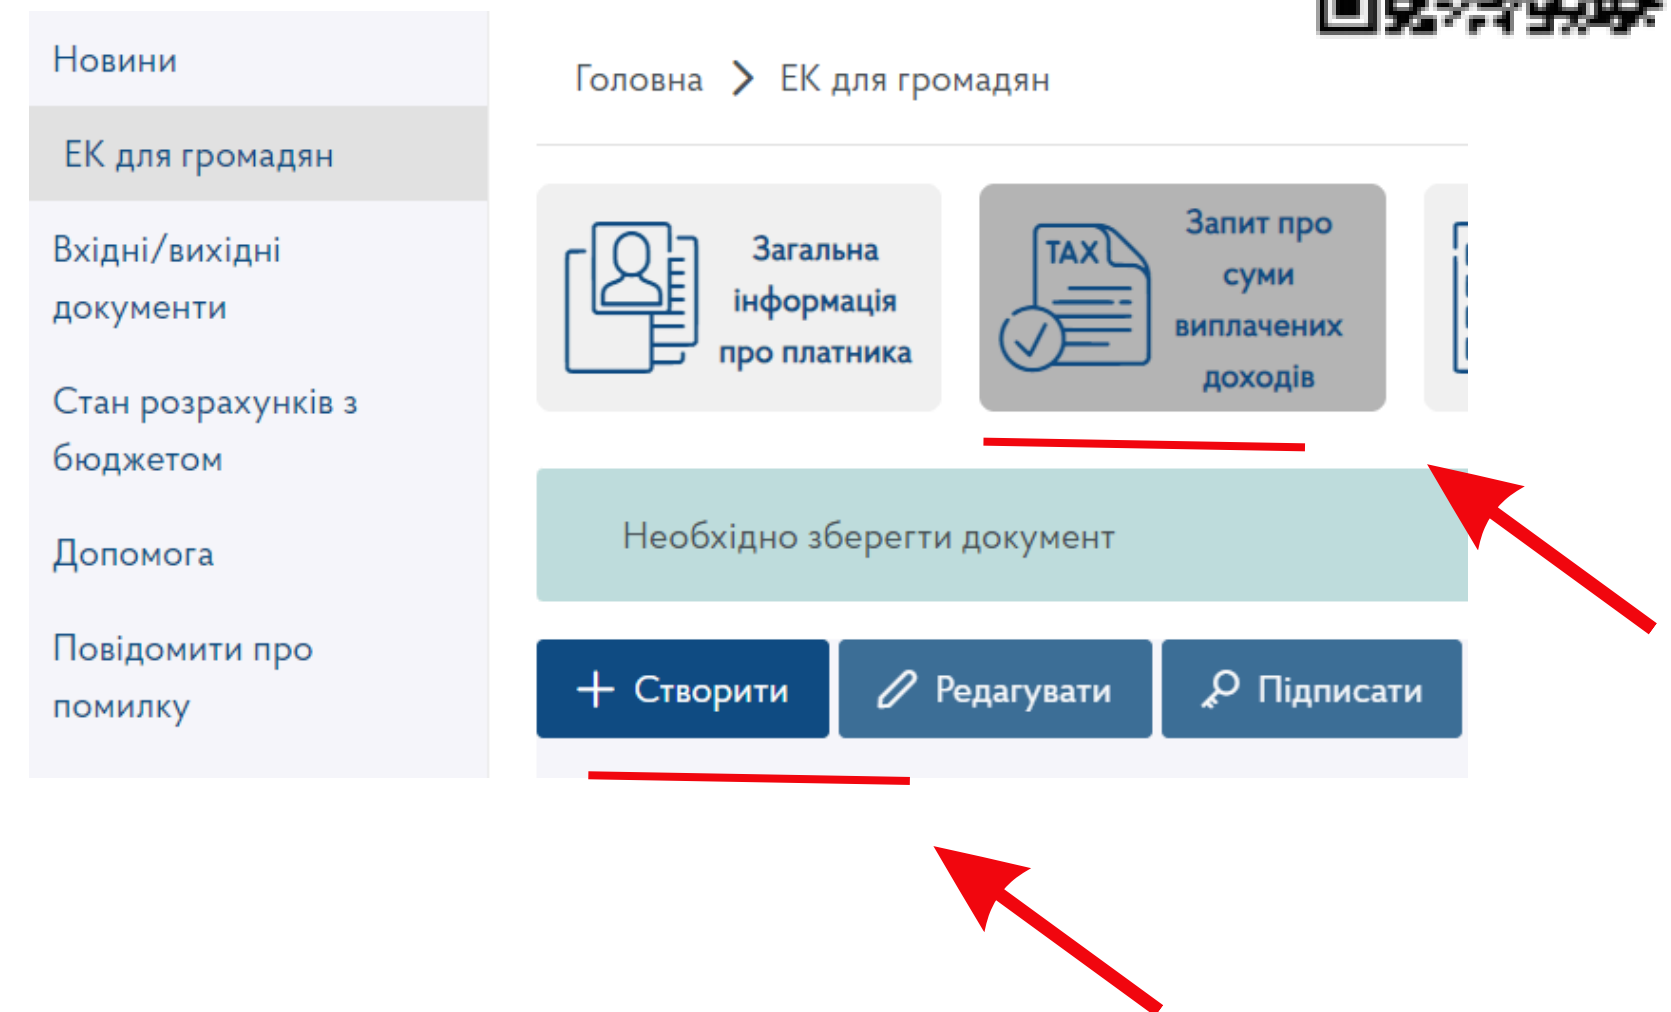 Новини
ЕК для громадян
Вхідні/вихідні
документи
Стан розрахунків з
бюджетом
Допомога
Повідомити про
помилку
Головна > ЕК для громадян
Загальна
інформація
про платника
TAX
Запит про
суми
виплачених
доходів
Необхідно зберегти документ
+ Створити
Редагувати
Підписати